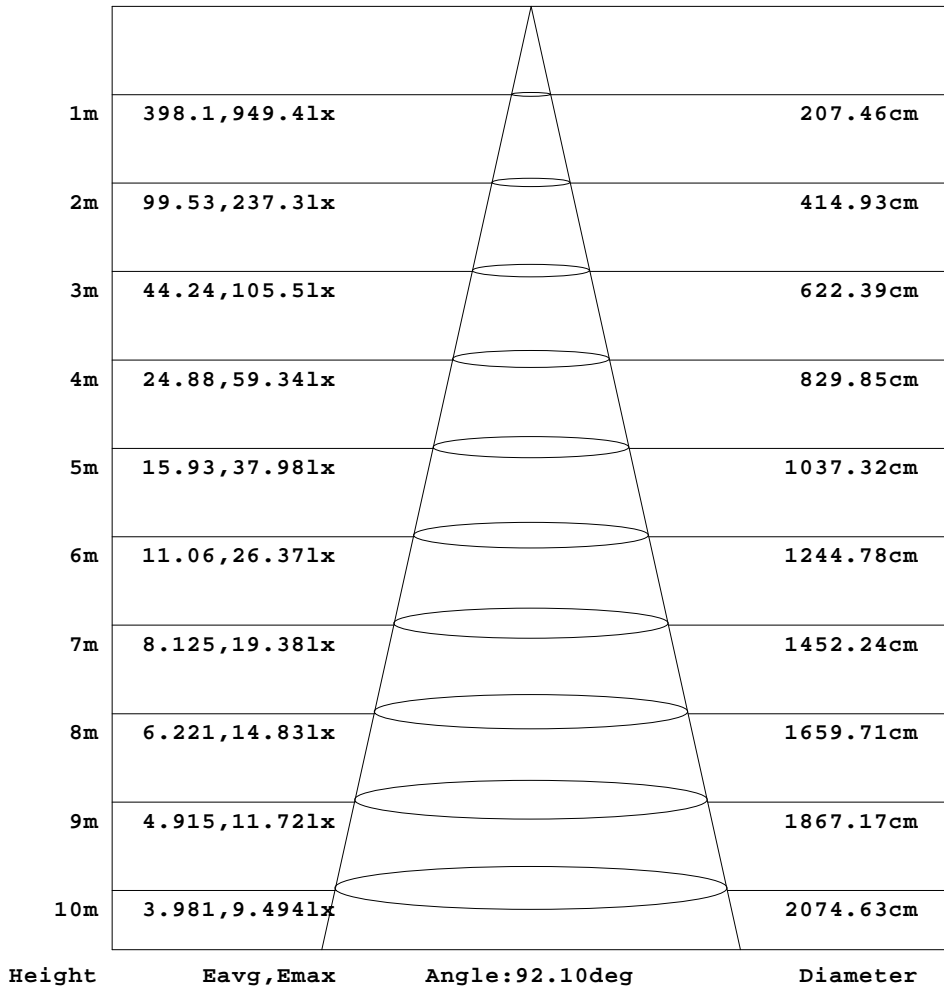 1m 398.1,949.4lx 207.46cm
2m 99.53,237.3lx 414.93cm
3m 44.24,105.5lx 622.39cm
4m 24.88,59.34lx 829.85cm
5m 15.93,37.98lx 1037.32cm
6m 11.06,26.37lx 1244.78cm
7m 8.125,19.38lx 1452.24cm
8m 6.221,14.83lx 1659.71cm
9m 4.915,11.72lx 1867.17cm
10m 3.981,9.494lx 2074.63cm
Height Eavg,Emax Angle:92.10deg Diameter